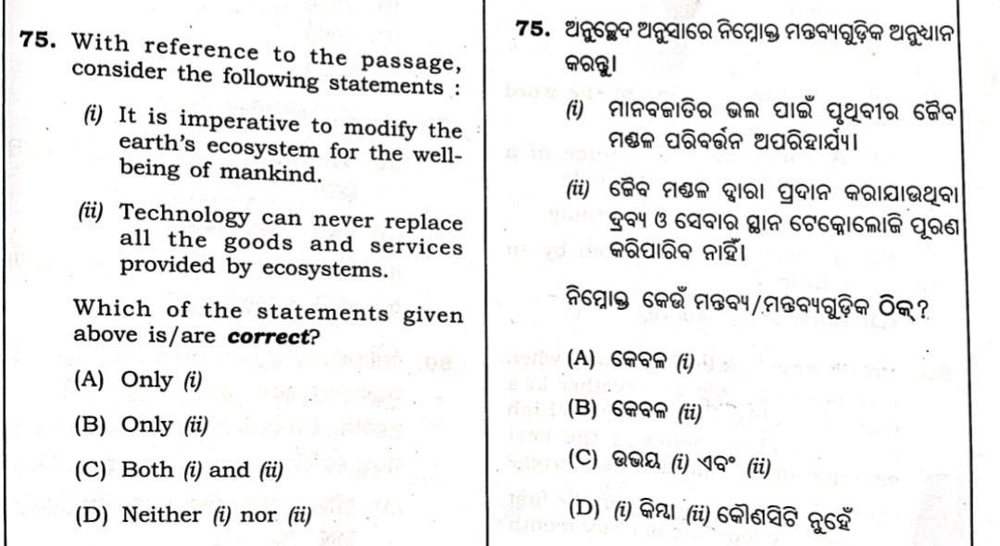 75. With reference to the passage,
consider the following statements :
(i) It is imperative to modify the
earth's ecosystem for the well-
being of mankind.
(ii) Technology can never replace
all the goods and services
provided by ecosystems.
Which of the statements given
above is/are correct?
(A) Only (i)
(B) Only (ii)
(C) Both (i) and (ii)
(D) Neither (i) nor (ii)
75. ଅନୁଚ୍ଛେଦ ଅନୁସାରେ ନିମ୍ନୋକ୍ତ ମନ୍ତବ୍ୟଗୁଡ଼ିକ ଅନୁଧ୍ୟାନ
କରନ୍ତୁ।
(i) ମାନବଜାତିର ଭଲ ପାଇଁ ପୃଥିବୀର ଜୈବ
ମଣ୍ଡଳ ପରିବର୍ତ୍ତନ ଅପରିହାର୍ଯ୍ୟ।
(ii) ଜୈବ ମଣ୍ଡଳ ଦ୍ୱାରା ପ୍ରଦାନ କରାଯାଉଥିବା
ଦ୍ରବ୍ୟ ଓ ସେବାର ସ୍ଥାନ ଟେକ୍ନୋଲୋଜି ପୂରଣ
କରିପାରିବ ନାହିଁ।
ନିମ୍ନୋକ୍ତ କେଉଁ ମନ୍ତବ୍ୟ/ମନ୍ତବ୍ୟଗୁଡ଼ିକ ଠିକ୍?
(A) କେବଳ (i)
(B) କେବଳ (ii)
(C) ଉଭୟ (i) ଏବଂ (ii)
(D) (i) କିମ୍ବା (ii) କୌଣସିଟି ନୁହେଁ